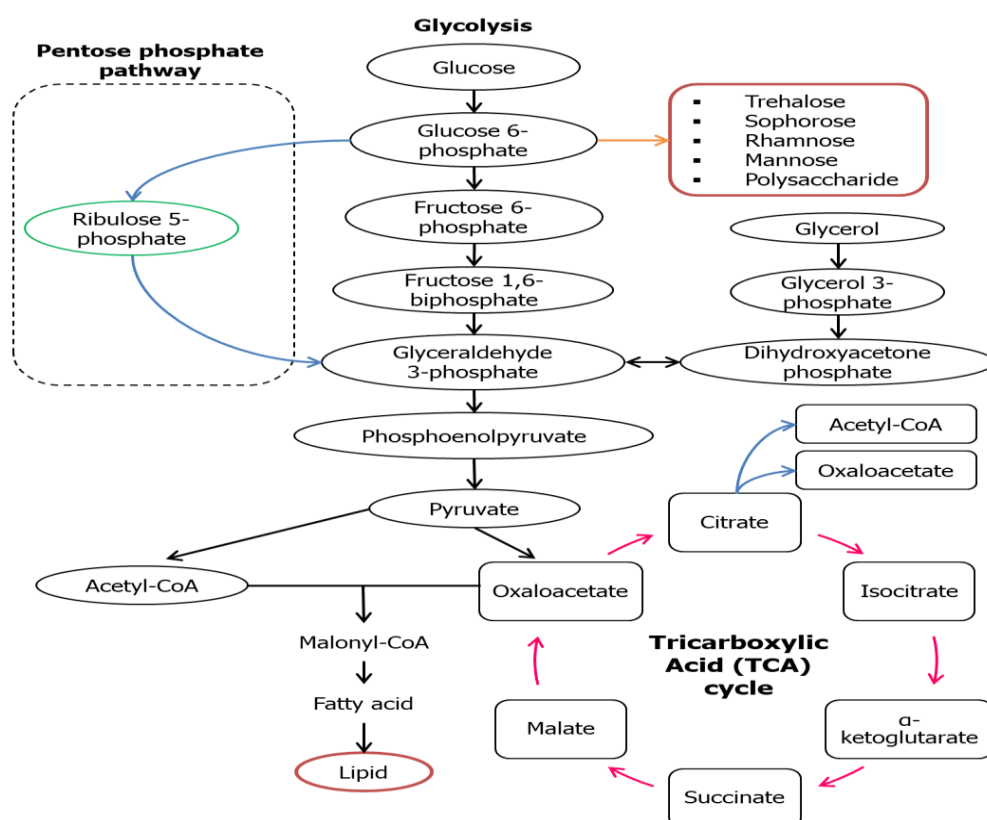 Glycolysis
Pentose phosphate
pathway
Glucose
Glucose 6-
phosphate
▪ Trehalose
▪ Sophorose
▪ Rhamnose
▪ Mannose
▪ Polysaccharide
Ribulose 5-
phosphate
Fructose 6-
phosphate
Glycerol
Fructose 1,6-
biphosphate
Glycerol 3-
phosphate
Glyceraldehyde
3-phosphate
Dihydroxyacetone
phosphate
Phosphoenolpyruvate
Acetyl-CoA
Oxaloacetate
Pyruvate
Citrate
Acetyl-CoA
Oxaloacetate
Isocitrate
Malonyl-CoA
Tricarboxylic
Acid (TCA)
cycle
Fatty acid
Malate
α-
ketoglutarate
Lipid
Succinate